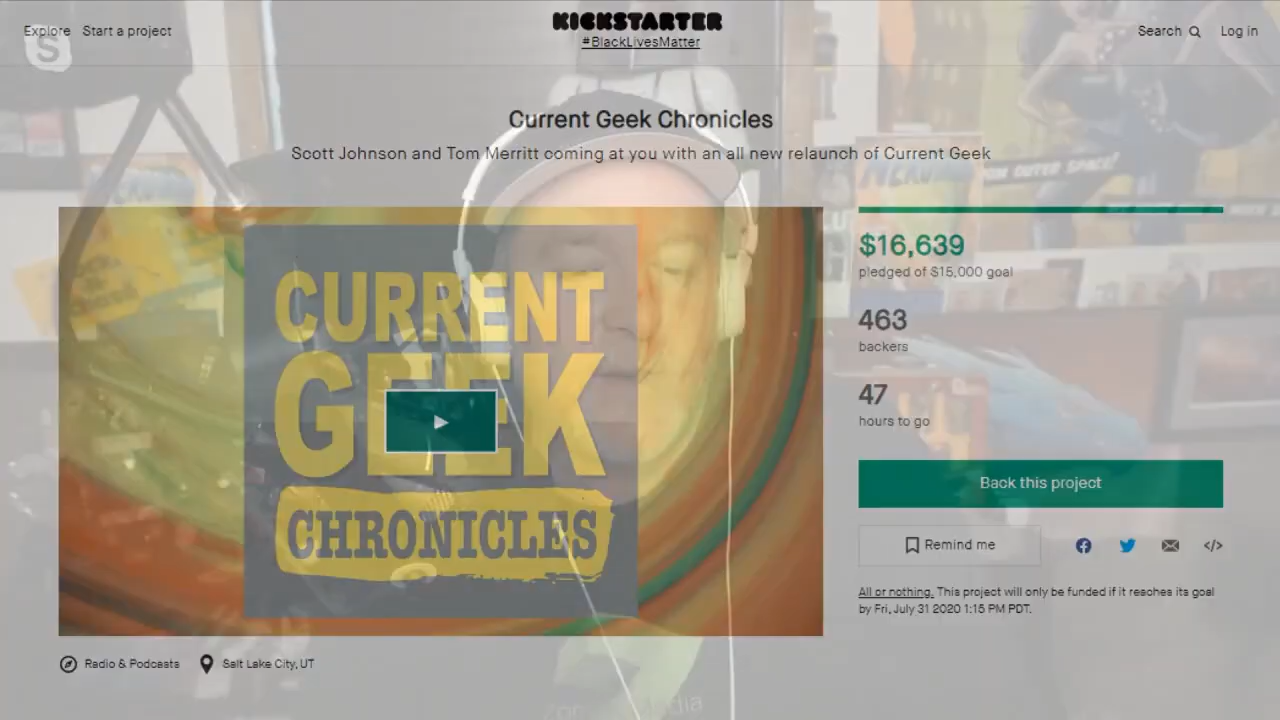 KICKSTARTER
Explore Start a project
#BlackLivesMatter
Search Log in
S
Current Geek Chronicles
Scott Johnson and Tom Merritt coming at you with an all new relaunch of Current Geek
OUTER SPACE!
CURRENT
GEEK
CHRONICLES
$16,639
pledged of $15,000 goal
463
backers
47
hours to go
Back this project
Remind me
</>
All or nothing. This project will only be funded if it reaches its goal
by Fri, July 31 2020 1:15 PM PDT.
Radio & Podcasts Salt Lake City, UT